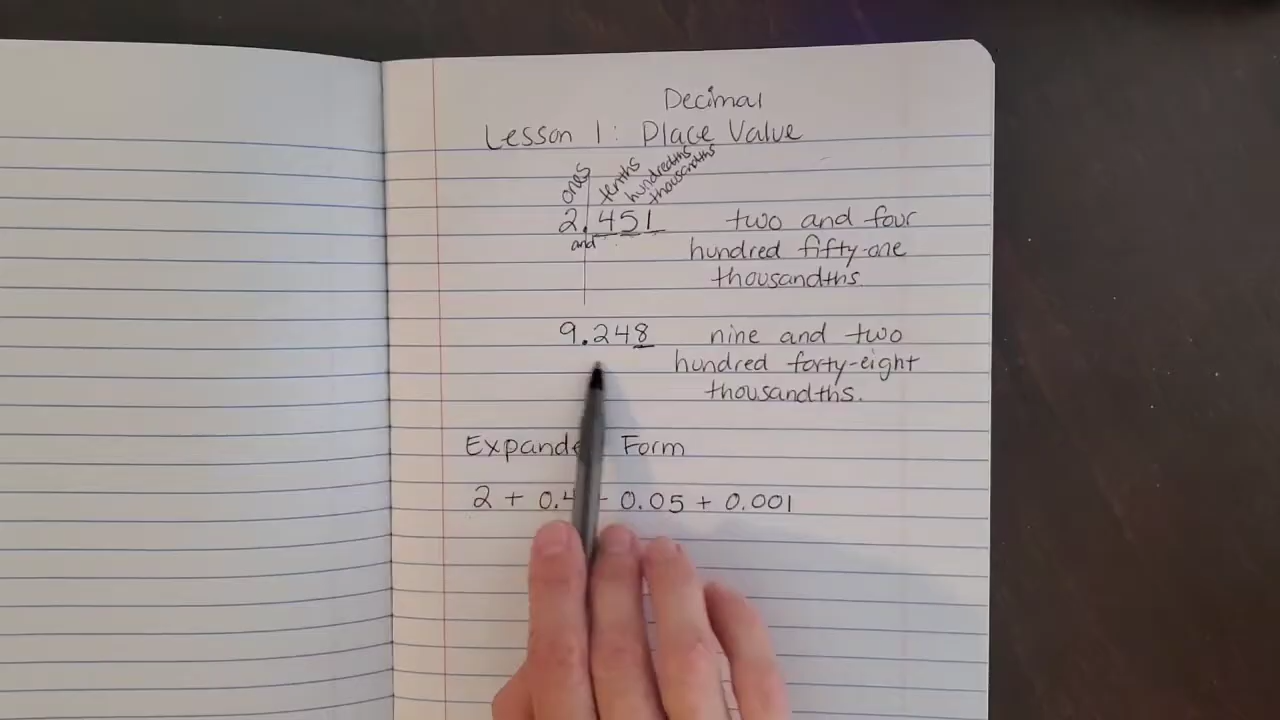 Decimal
Lesson 1: Place Value
ones tenths hundredths thousandths
2.451 two and four
and
hundred fifty-one
thousandths.
9.248 nine and two
hundred forty-eight
thousandths.
Expande Form
2 + 0.4 - 0.05 + 0.001